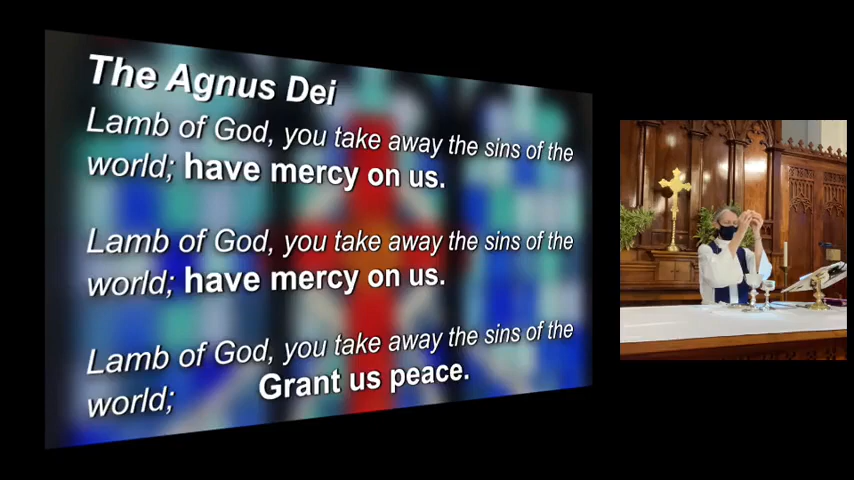 The Agnus Dei
Lamb of God, you take away the sins of the
world; have mercy on us.
Lamb of God, you take away the sins of the
world; have mercy on us.
Lamb of God, you take away the sins of the
world; Grant us peace.